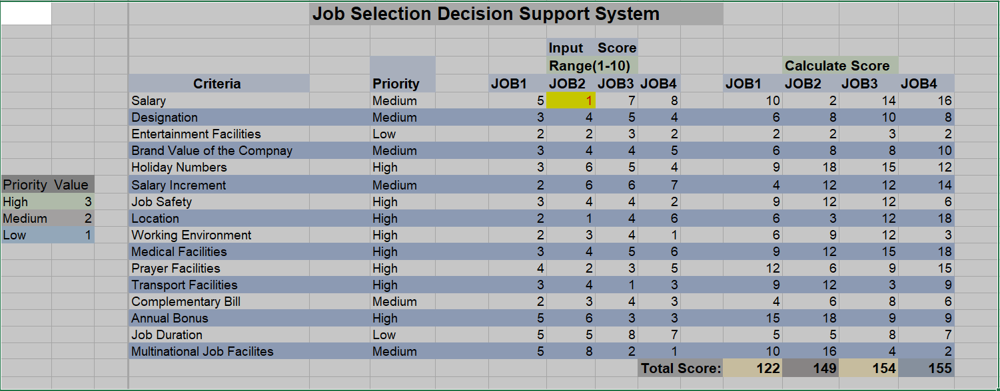 Job Selection Decision Support System
Input Score
Range(1-10) Calculate Score
Criteria Priority JOB1 JOB2 JOB3 JOB4 JOB1 JOB2 JOB3 JOB4
Salary Medium 5 1 7 8 10 2 14 16
Designation Medium 3 4 5 4 6 8 10 8
Entertainment Facilities Low 2 2 3 2 2 2 3 2
Brand Value of the Compnay Medium 3 4 4 5 6 8 8 10
Holiday Numbers High 3 6 5 4 9 18 15 12
Priority Value Salary Increment Medium 2 6 6 7 4 12 12 14
High 3 Job Safety High 3 4 4 2 9 12 12 6
Medium 2 Location High 2 1 4 6 6 3 12 18
Low 1 Working Environment High 2 3 4 1 6 9 12 3
Medical Facilities High 3 4 5 6 9 12 15 18
Prayer Facilities High 4 2 3 5 12 6 9 15
Transport Facilities High 3 4 1 3 9 12 3 9
Complementary Bill Medium 2 3 4 3 4 6 8 6
Annual Bonus High 5 6 3 3 15 18 9 9
Job Duration Low 5 5 8 7 5 5 8 7
Multinational Job Facilites Medium 5 8 2 1 10 16 4 2
Total Score: 122 149 154 155